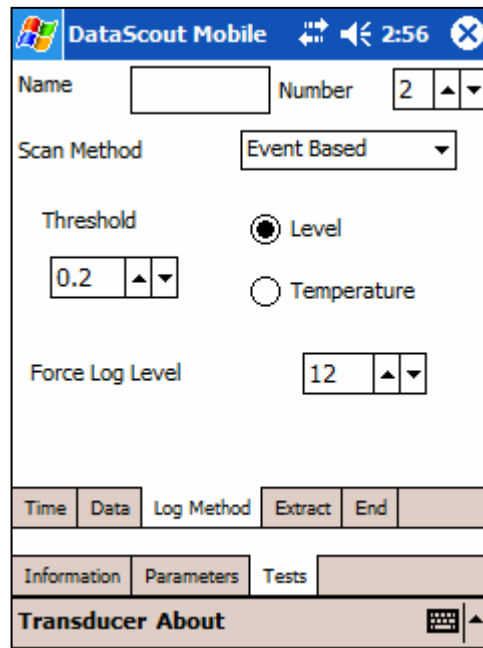 DataScout Mobile 2:56
Name Number 2
Scan Method Event Based
Threshold Level
0.2
Temperature
Force Log Level 12
Time Data Log Method Extract End
Information Parameters Tests
Transducer About